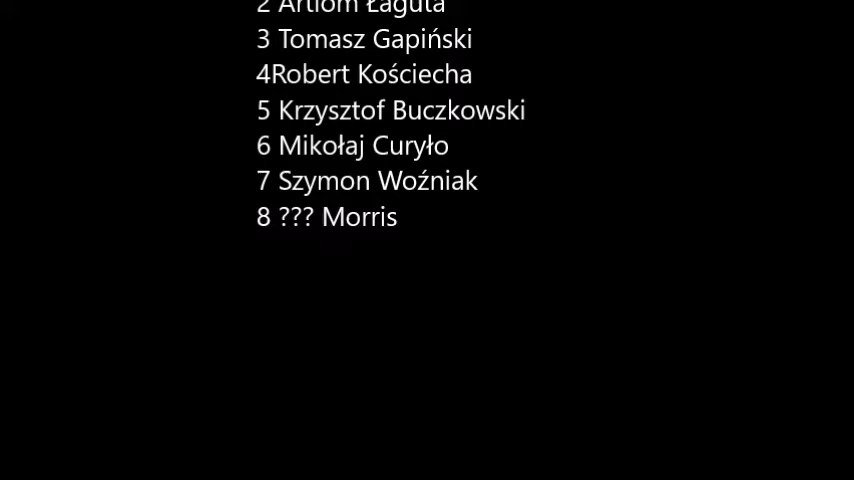 2 Artiom Łaguta
3 Tomasz Gapiński
4Robert Kościecha
5 Krzysztof Buczkowski
6 Mikołaj Curyło
7 Szymon Woźniak
8 ??? Morris